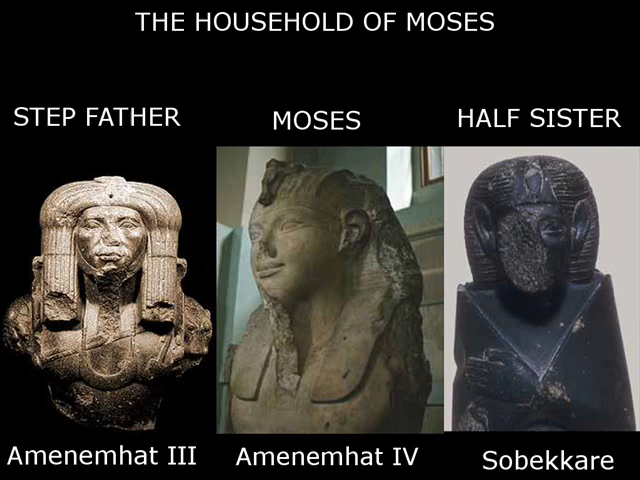 THE HOUSEHOLD OF MOSES
STEP FATHER
MOSES
HALF SISTER
Amenemhat III
Amenemhat IV
Sobekkare